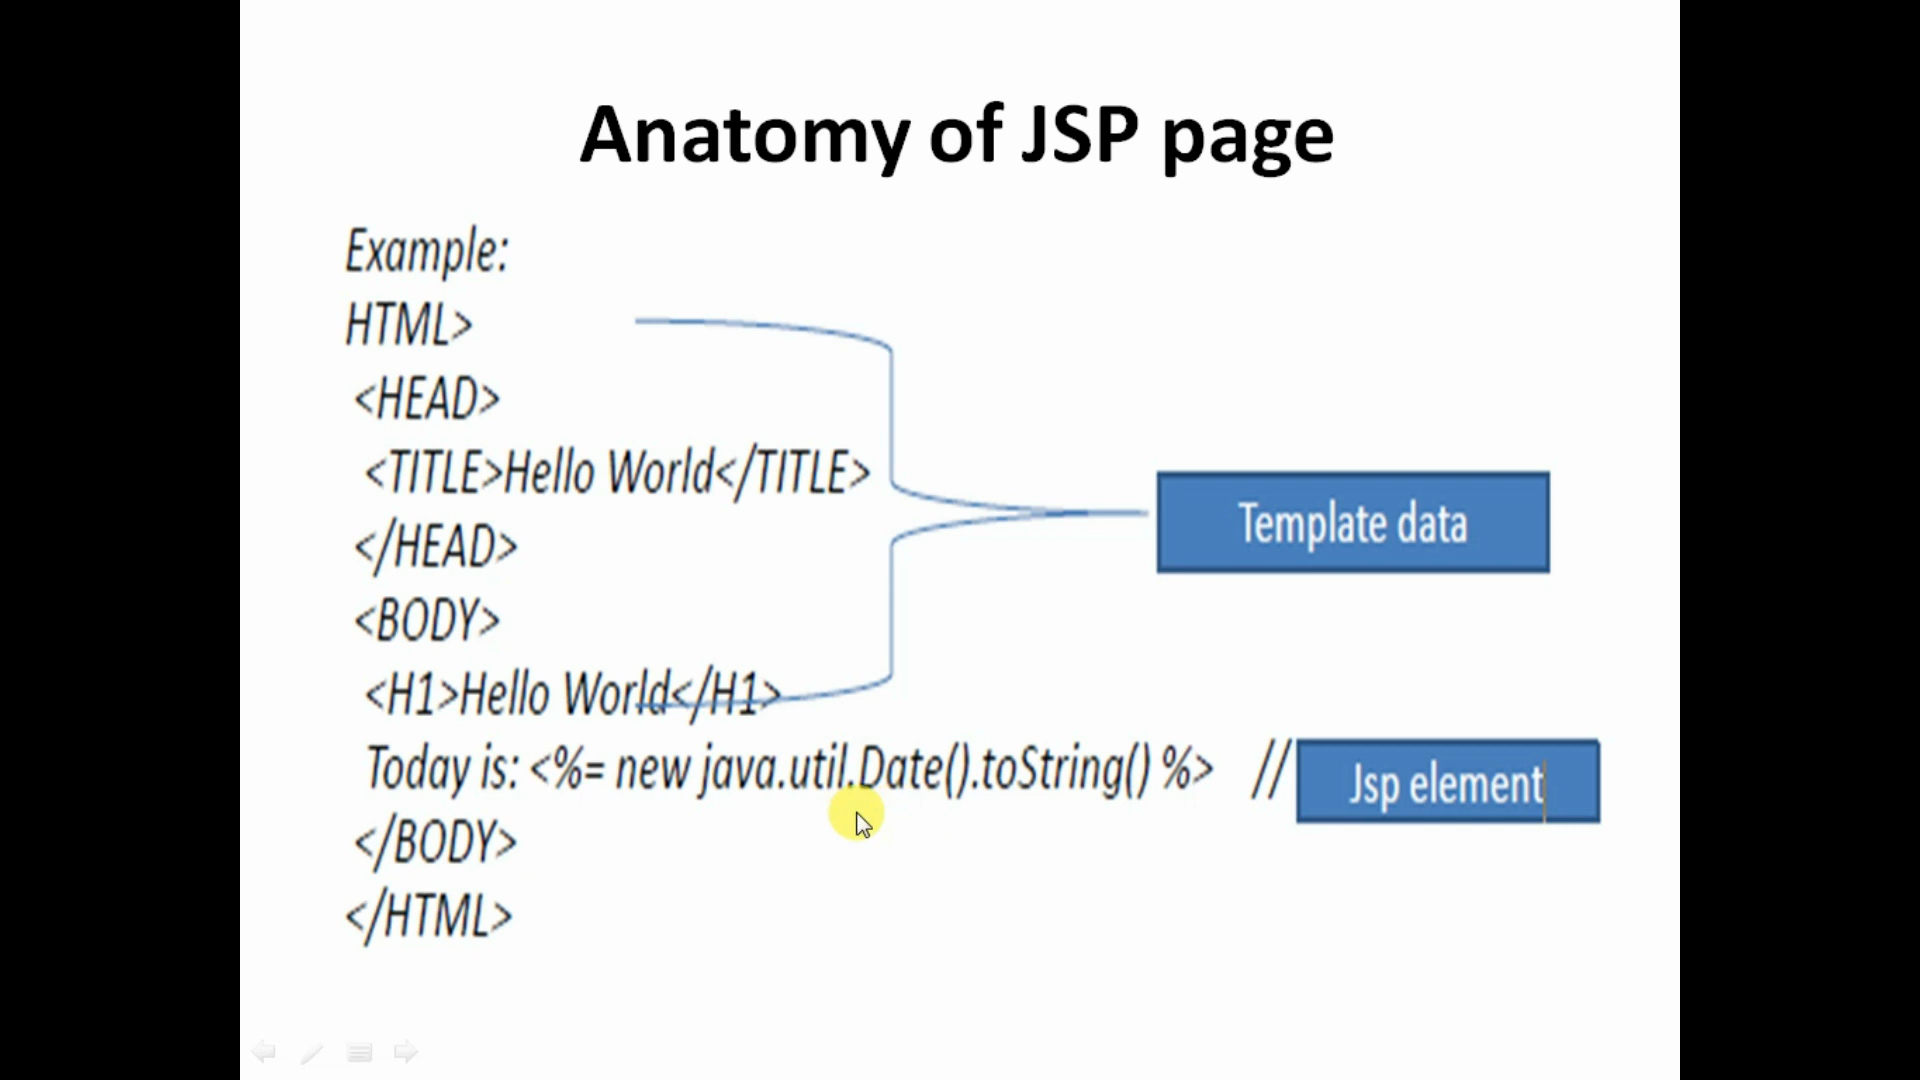 Anatomy of JSP page
Example:
HTML>
<HEAD>
<TITLE>Hello World</TITLE>
</HEAD>
Template data
<BODY>
<H1>Hello World</H1>
Today is: <%= new java.util.Date().toString() %> // Jsp element
</BODY>
</HTML>